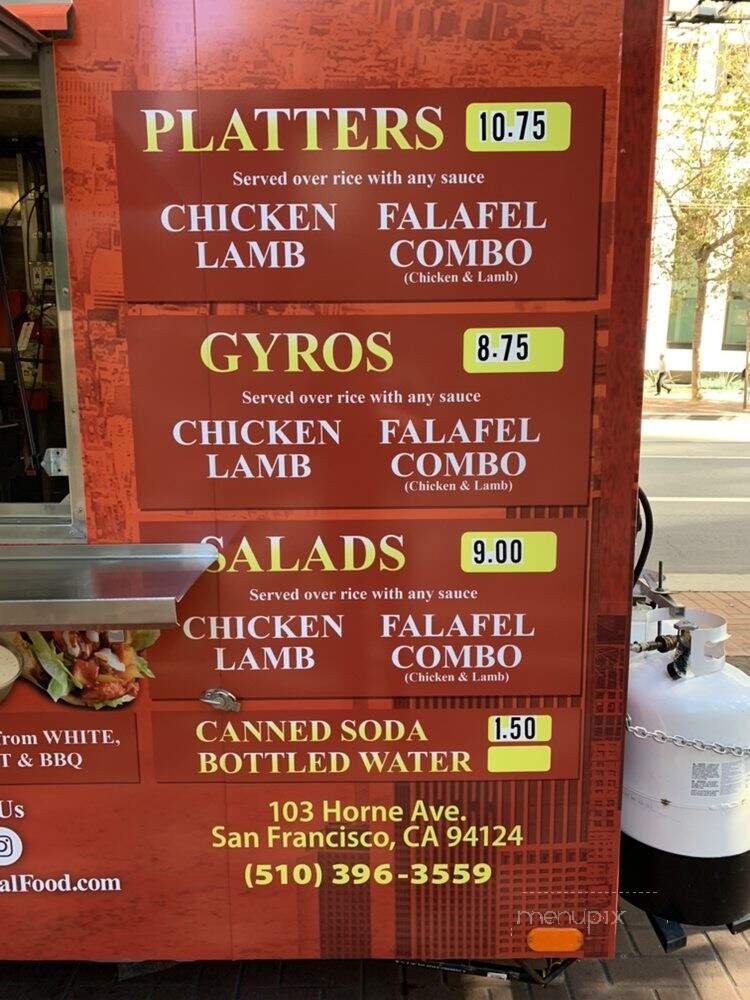 PLATTERS 10.75
Served over rice with any sauce
CHICKEN FALAFEL
LAMB COMBO
(Chicken & Lamb)
GYROS 8.75
Served over rice with any sauce
CHICKEN FALAFEL
LAMB COMBO
(Chicken & Lamb)
SALADS 9.00
Served over rice with any sauce
CHICKEN FALAFEL
LAMB COMBO
(Chicken & Lamb)
CANNED SODA 1.50
BOTTLED WATER
from WHITE,
T & BBQ
103 Horne Ave.
San Francisco, CA 94124
(510) 396-3559
Us
alFood.com
menupix